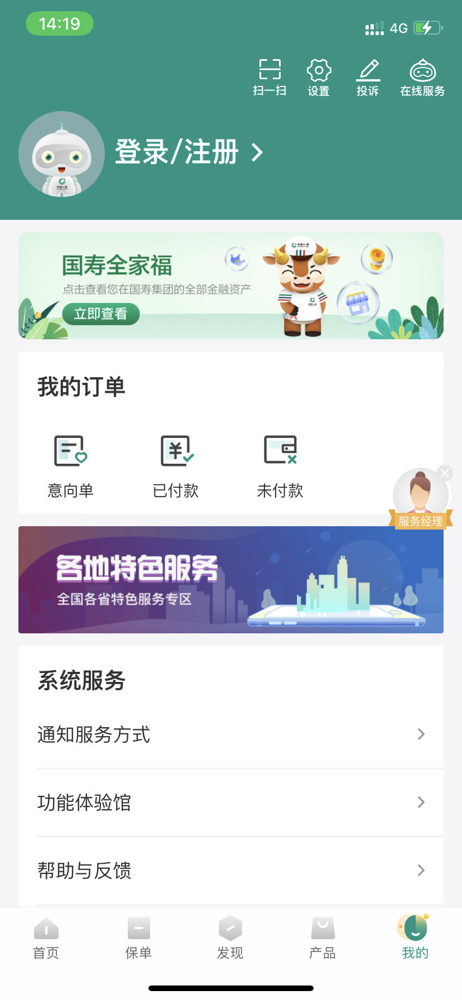 14:19
4G
扫一扫
设置
投诉
在线服务
登录/注册
国寿全家福
点击查看您在国寿集团的全部金融资产
立即查看
我的订单
意向单
已付款
未付款
服务经理
各地特色服务
全国各省特色服务专区
系统服务
通知服务方式
功能体验馆
帮助与反馈
首页
保单
发现
产品
我的